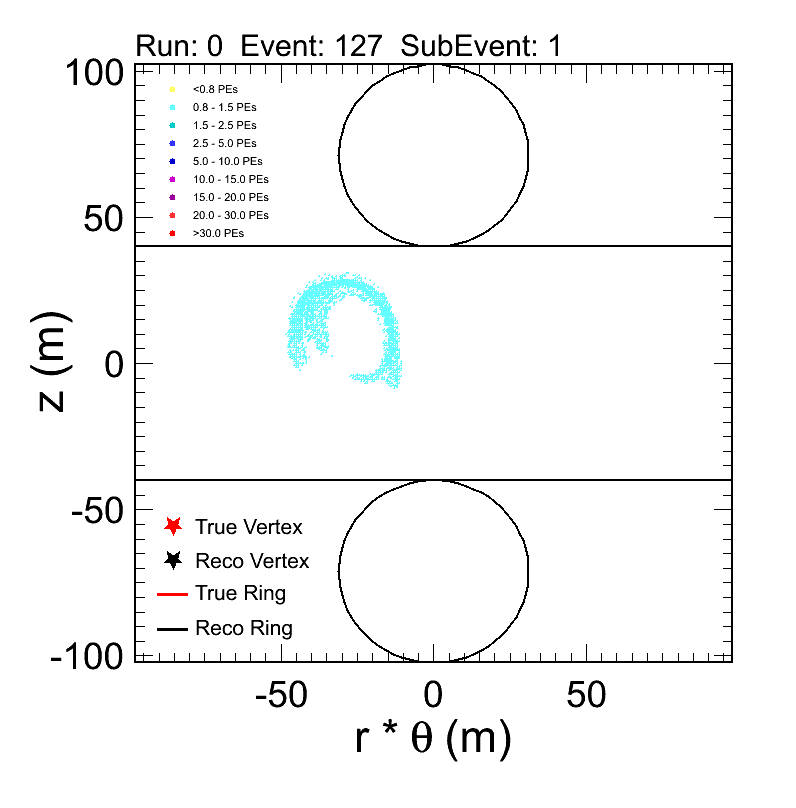 Run: 0  Event: 127  SubEvent: 1
100
50
0
-50
-100
z (m)
<0.8 PEs
0.8 - 1.5 PEs
1.5 - 2.5 PEs
2.5 - 5.0 PEs
5.0 - 10.0 PEs
10.0 - 15.0 PEs
15.0 - 20.0 PEs
20.0 - 30.0 PEs
>30.0 PEs
True Vertex
Reco Vertex
True Ring
Reco Ring
-50 0 50
r * θ (m)